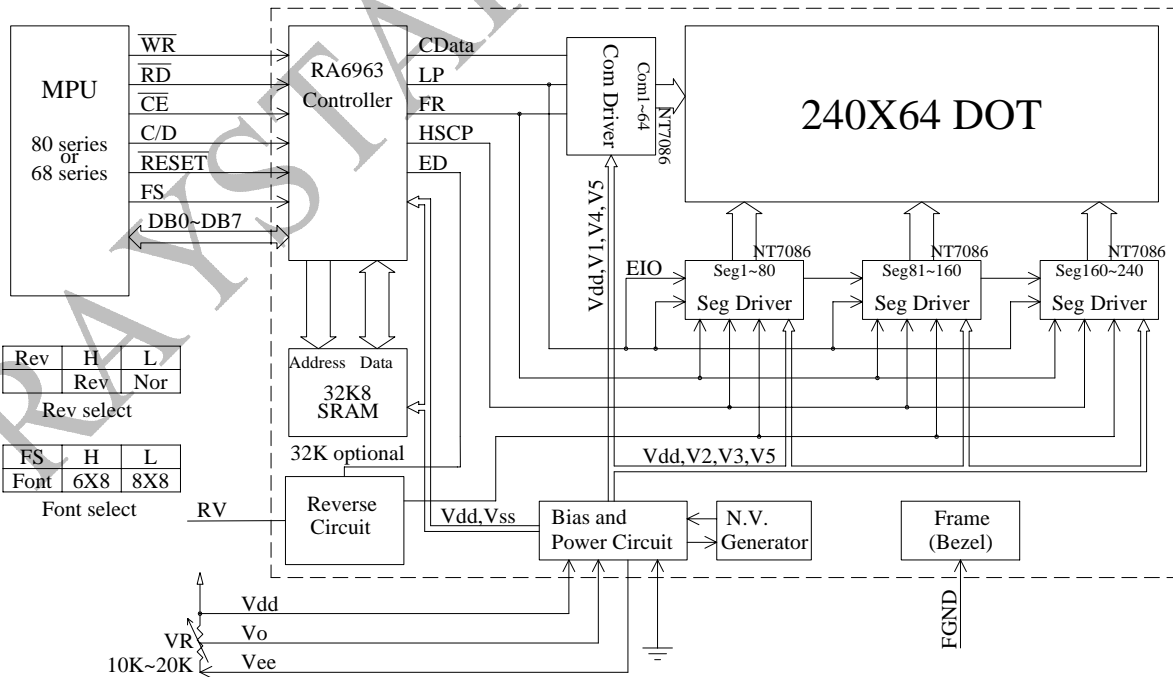 RAYSTA
MPU
80 series
or
68 series
WR
RD
CE
C/D
RESET
FS
DB0~DB7
RA6963
Controller
CData
LP
FR
HSCP
ED
Com Driver
Com1~64
NT7086
240X64 DOT
Vdd,V1,V4,V5
EIO
NT7086
Seg1~80
Seg Driver
NT7086
Seg81~160
Seg Driver
NT7086
Seg160~240
Seg Driver
Address Data
32K8
SRAM
32K optional
Rev H L
Rev Nor
Rev select
FS H L
Font 6X8 8X8
Font select
RV
Reverse
Circuit
Vdd,Vss
Vdd,V2,V3,V5
Bias and
Power Circuit
N.V.
Generator
Frame
(Bezel)
FGND
Vdd
Vo
Vee
VR
10K~20K